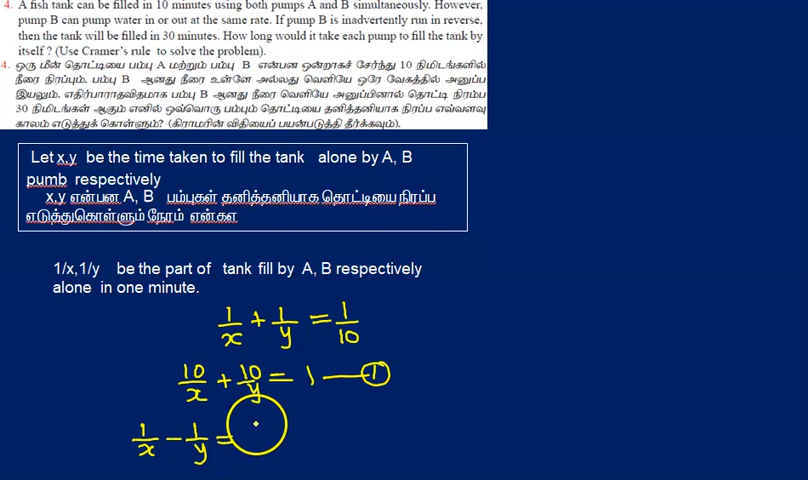 4. A fish tank can be filled in 10 minutes using both pumps A and B simultaneously. However,
pump B can pump water in or out at the same rate. If pump B is inadvertently run in reverse,
then the tank will be filled in 30 minutes. How long would it take each pump to fill the tank by
itself ? (Use Cramer's rule to solve the problem).
4. ஒரு மீன் தொட்டியை பம்பு A மற்றும் பம்பு B என்பன ஒன்றாகச் சேர்ந்து 10 நிமிடங்களில்
நீரை நிரப்பும். பம்பு B ஆனது நீரை உள்ளே அல்லது வெளியே ஒரே வேகத்தில் அனுப்ப
இயலும். எதிர்பாராதவிதமாக பம்பு B ஆனது நீரை வெளியே அனுப்பினால் தொட்டி நிரம்ப
30 நிமிடங்கள் ஆகும் எனில் ஒவ்வொரு பம்பும் தொட்டியை தனித்தனியாக நிரப்ப எவ்வளவு
காலம் எடுத்துக் கொள்ளும்? (கிராமரின் விதியைப் பயன்படுத்தி தீர்க்கவும்).
Let x,y be the time taken to fill the tank alone by A, B
pumb respectively
x,y என்பன A, B பம்புகள் தனித்தனியாக தொட்டியை நிரப்ப
எடுத்துகொள்ளும் நேரம் என்க
1/x,1/y be the part of tank fill by A, B respectively
alone in one minute.
1/x + 1/y = 1/10
10/x + 10/y = 1 — ①
1/x − 1/y =